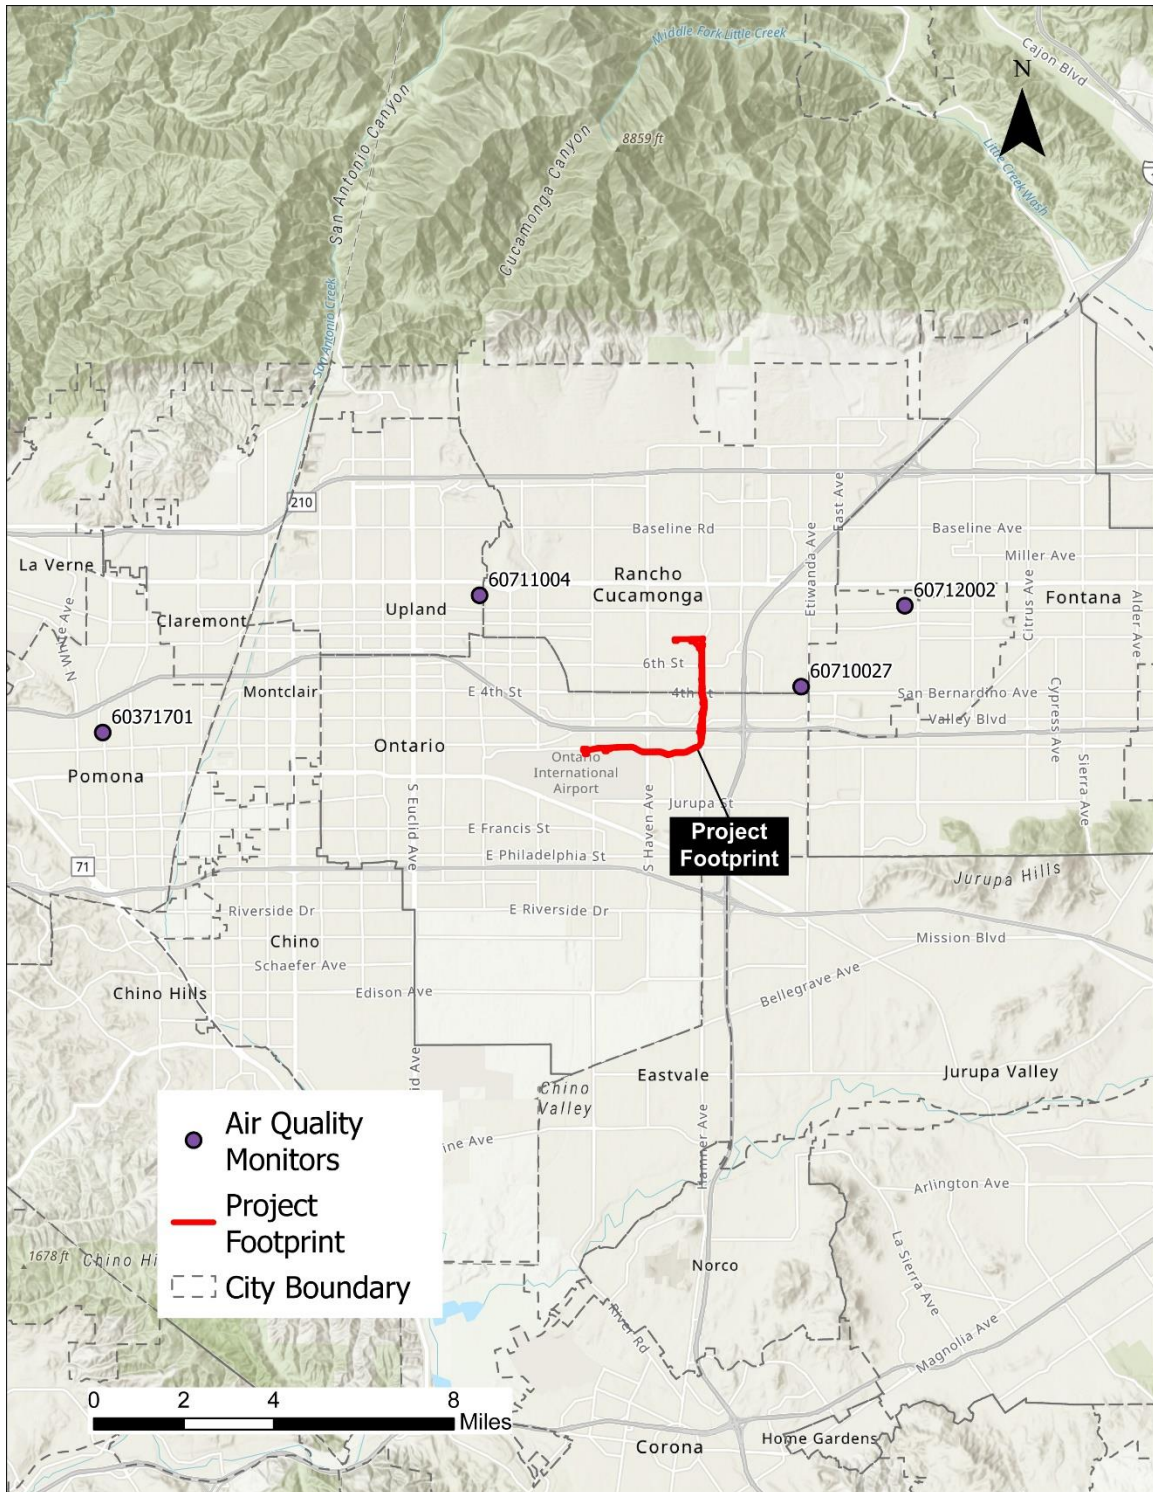 Middle Fork Little Creek
Cajon Blvd
N
San Antonio Canyon
8859 ft
Cucamonga Canyon
Little Creek Wash
San Antonio Creek
210
Baseline Rd
East Ave
Etiwanda Ave
Baseline Ave
Miller Ave
La Verne
60711004
Rancho
Cucamonga
60712002
Citrus Ave
Fontana
Alder Ave
N White Ave
Claremont
Upland
6th St
60710027
Montclair
E 4th St
4th St
San Bernardino Ave
Valley Blvd
Cypress Ave
60371701
Ontario
Pomona
Ontario
International
Airport
Sierra Ave
S Euclid Ave
S Haven Ave
Jurupa St
E Francis St
Project
Footprint
E Philadelphia St
71
Jurupa Hills
Riverside Dr
E Riverside Dr
Chino
Mission Blvd
Schaefer Ave
Bellegrave Ave
Chino Hills
Edison Ave
id Ave
Eastvale
Jurupa Valley
Chino
Valley
Hamner Ave
ine Ave
Air Quality
Monitors
Arlington Ave
Project
Footprint
La Sierra Ave
1678 ft
Chino Hi
Norco
City Boundary
River Rd
Magnolia Ave
0 2 4 8
Miles
Corona
Home Gardens